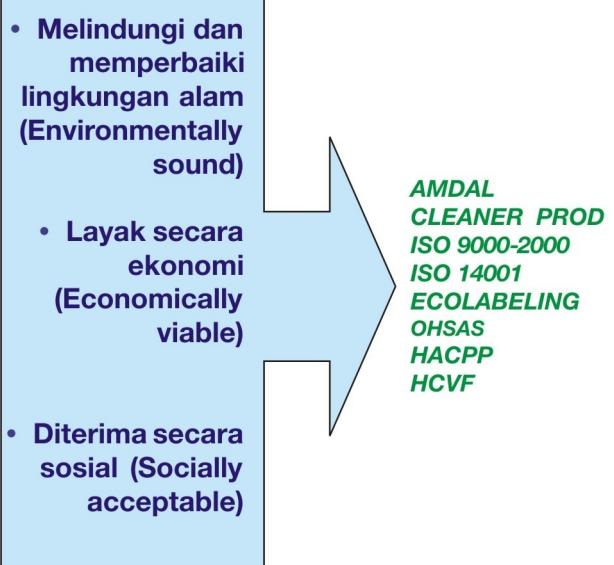 • Melindungi dan
memperbaiki
lingkungan alam
(Environmentally
sound)
• Layak secara
ekonomi
(Economically
viable)
• Diterima secara
sosial (Socially
acceptable)
AMDAL
CLEANER PROD
ISO 9000-2000
ISO 14001
ECOLABELING
OHSAS
HACPP
HCVF